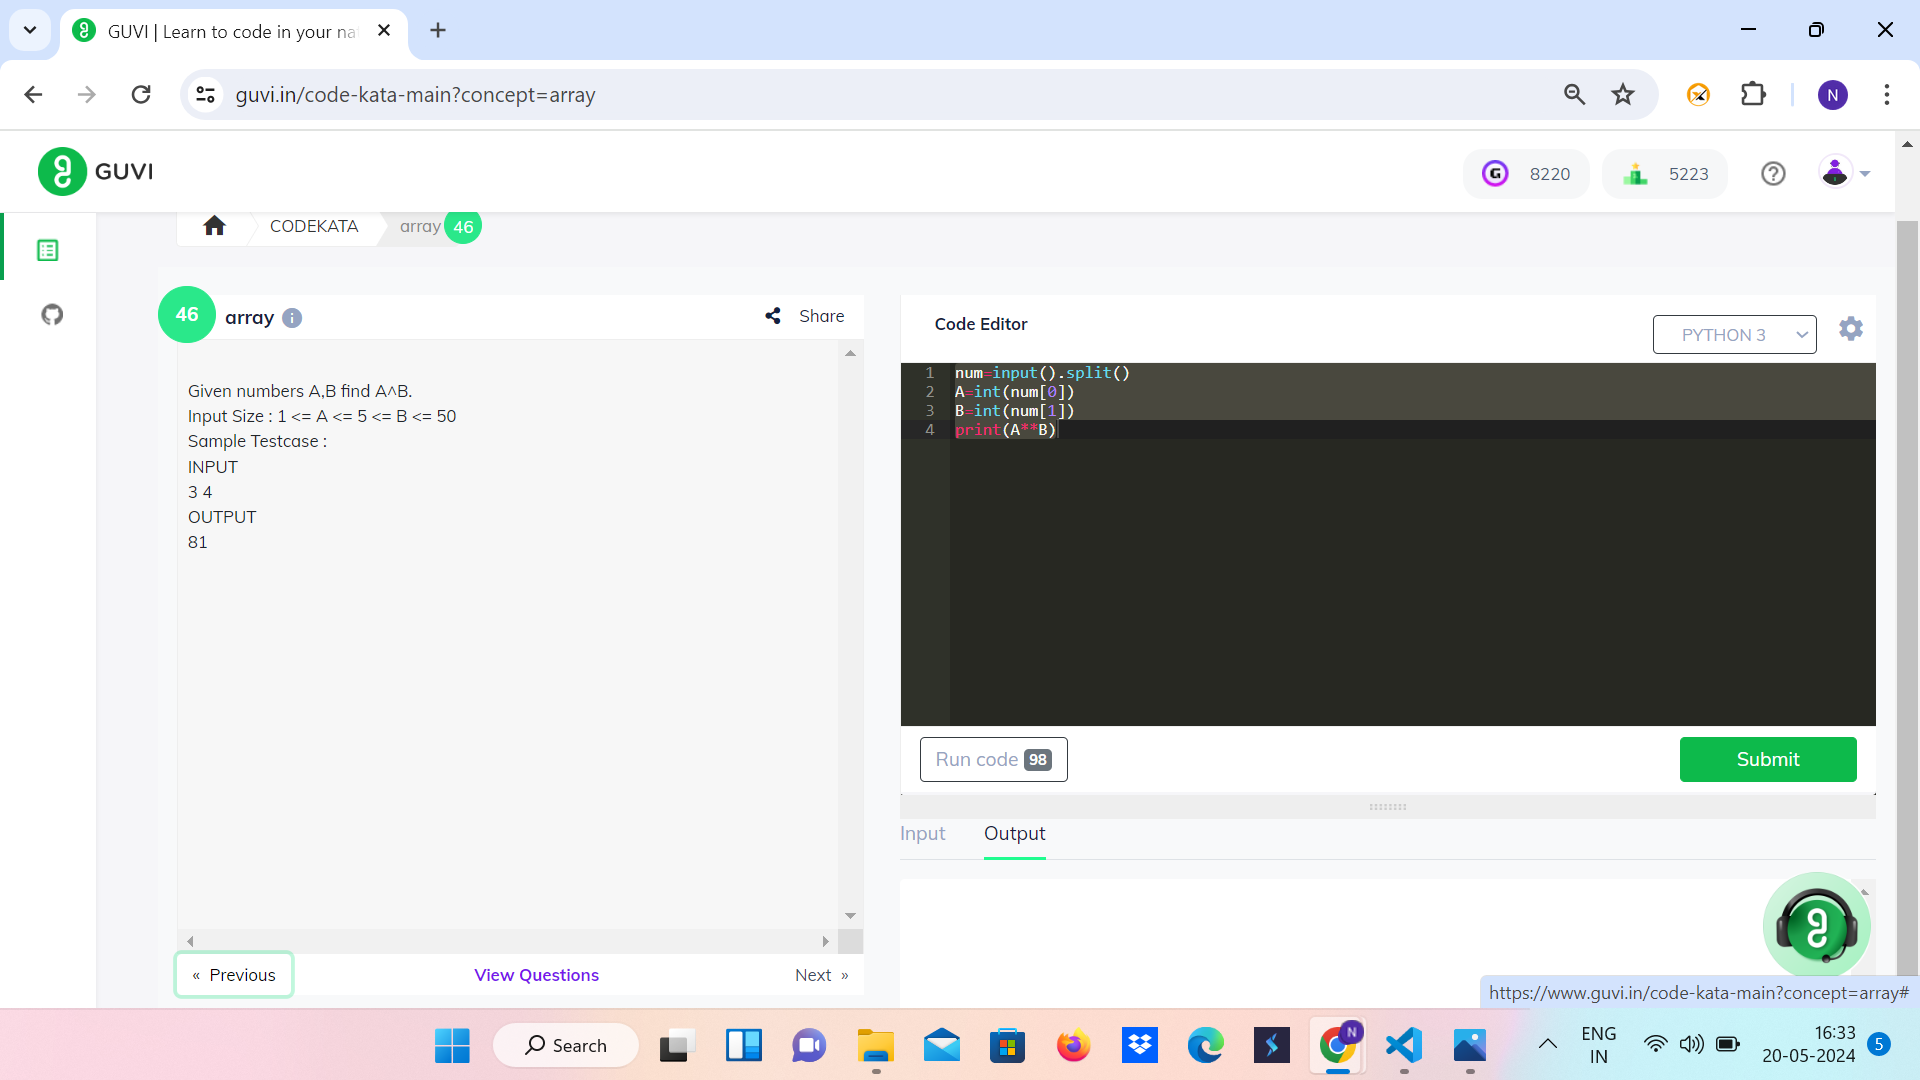 GUVI | Learn to code in your na
guvi.in/code-kata-main?concept=array
N
GUVI
G 8220
5223
CODEKATA
array 46
46 array
Share
Given numbers A,B find A^B.
Input Size : 1 <= A <= 5 <= B <= 50
Sample Testcase :
INPUT
3 4
OUTPUT
81
« Previous
View Questions
Next »
Code Editor
PYTHON 3
1 num=input().split()
2 A=int(num[0])
3 B=int(num[1])
4 print(A**B)
Run code 98
Submit
Input
Output
https://www.guvi.in/code-kata-main?concept=array#
Search
N
ENG
IN
16:33
20-05-2024
5